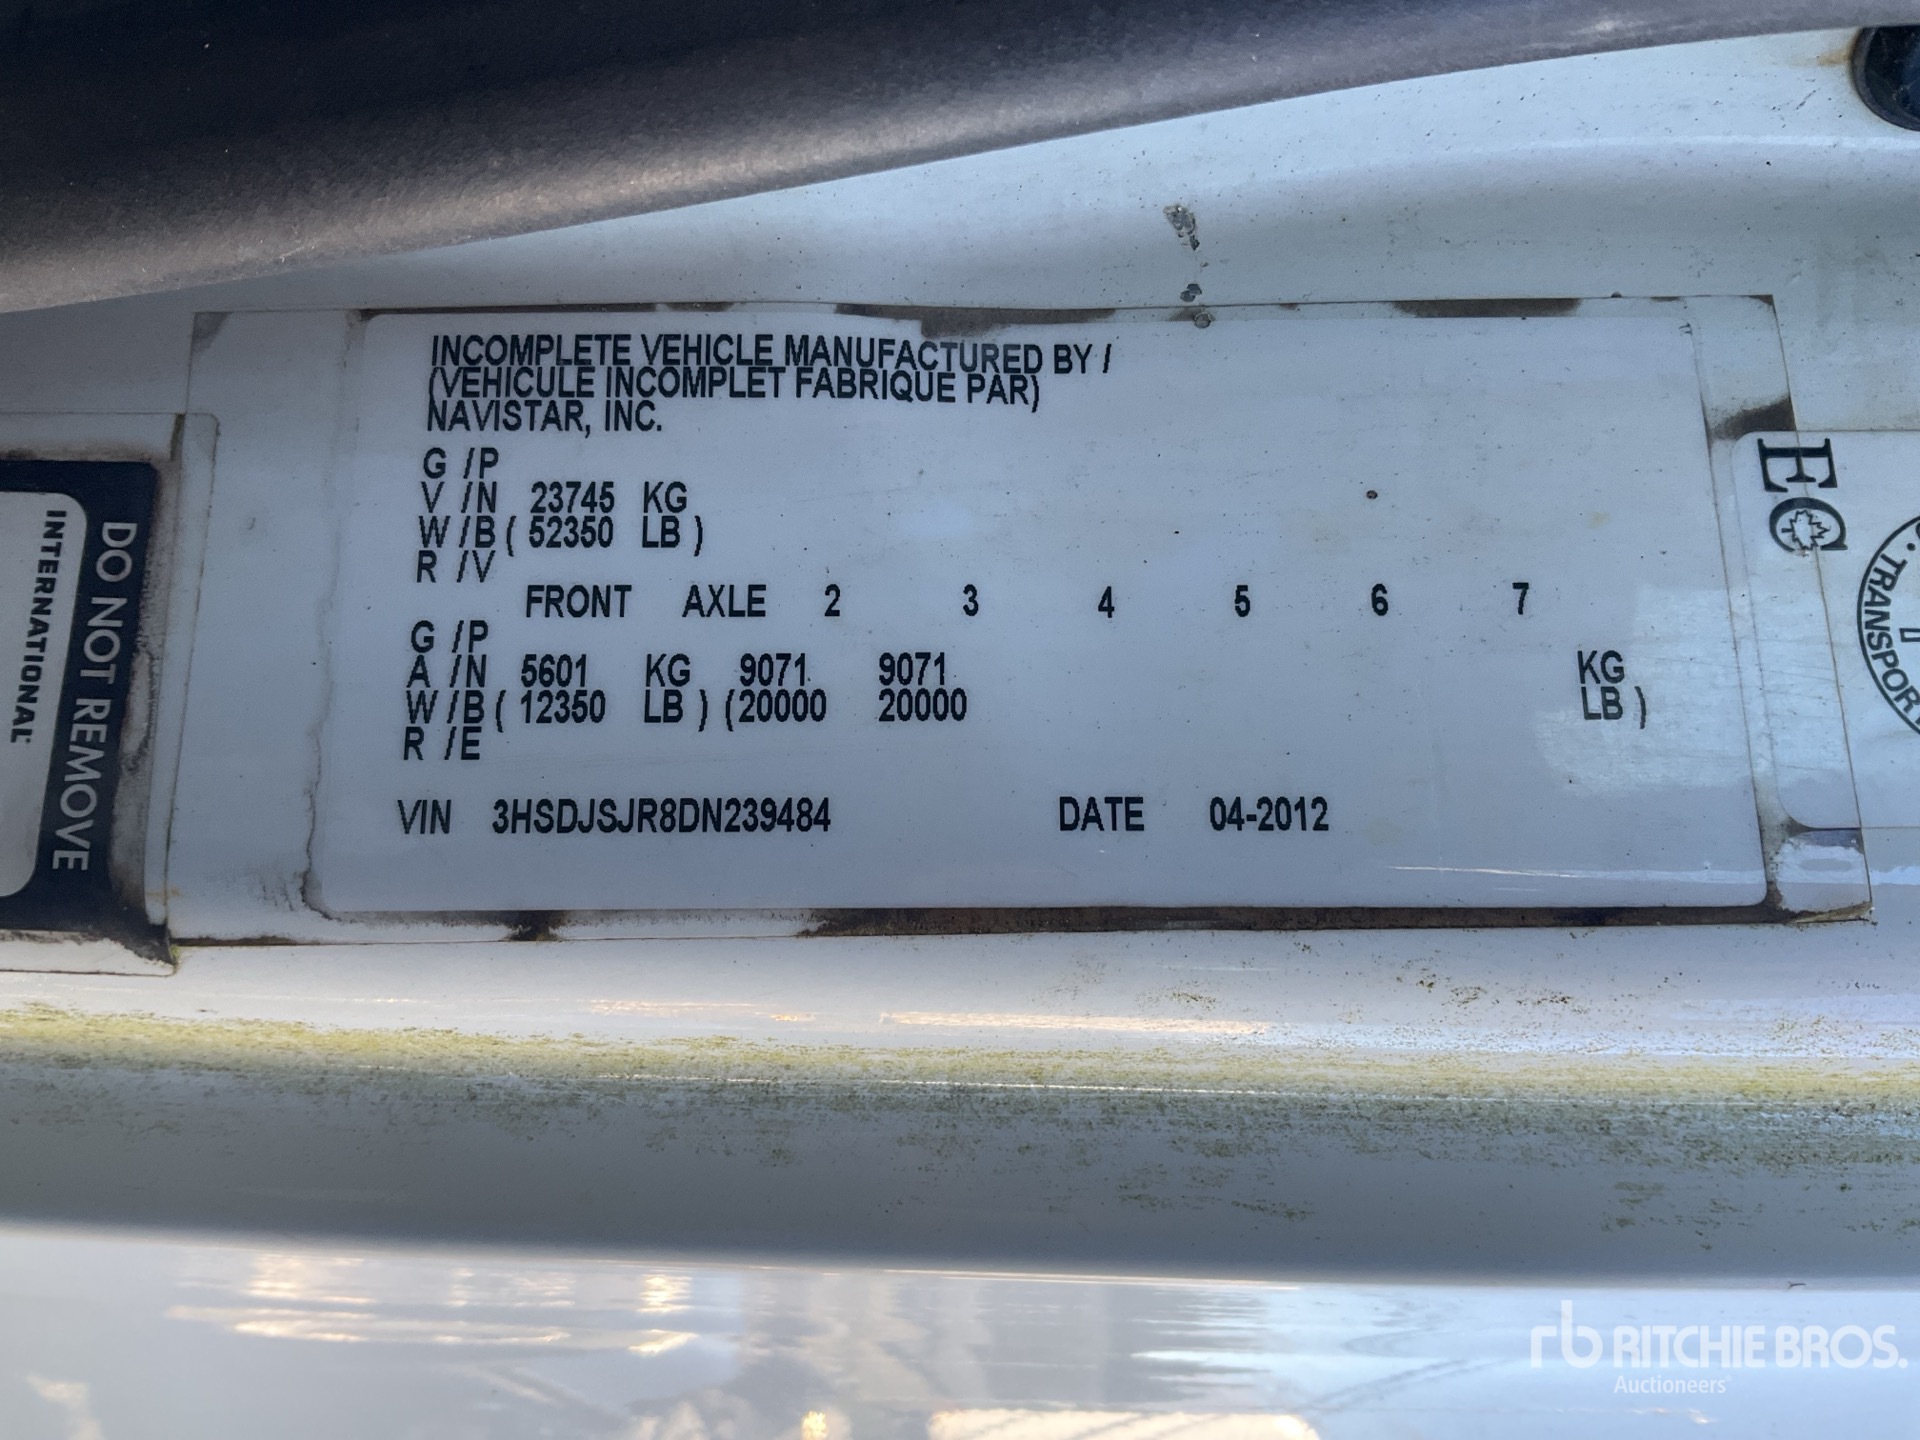 INCOMPLETE VEHICLE MANUFACTURED BY /
(VEHICULE INCOMPLET FABRIQUE PAR)
NAVISTAR, INC.
G /P
V /N 23745 KG
W /B ( 52350 LB )
R /V
FRONT AXLE 2 3 4 5 6 7
G /P
A /N 5601 KG 9071 9071 KG
W /B ( 12350 LB ) (20000 20000 LB )
R /E
VIN 3HSDJSJR8DN239484 DATE 04-2012
DO NOT REMOVE
INTERNATIONAL
EC
TRANSPORT
rb RITCHIE BROS.
Auctioneers